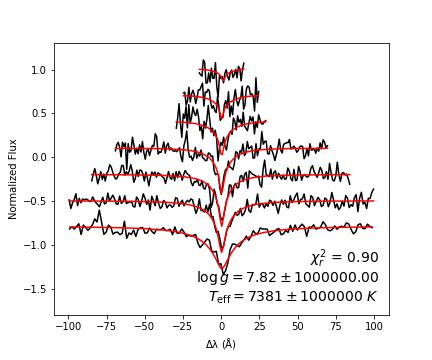 1.0
0.5
0.0
−0.5
−1.0
−1.5
Normalized Flux
χ²ᵣ = 0.90
log g = 7.82 ± 1000000.00
T_eff = 7381 ± 1000000 K
−100 −75 −50 −25 0 25 50 75 100
Δλ (Å)